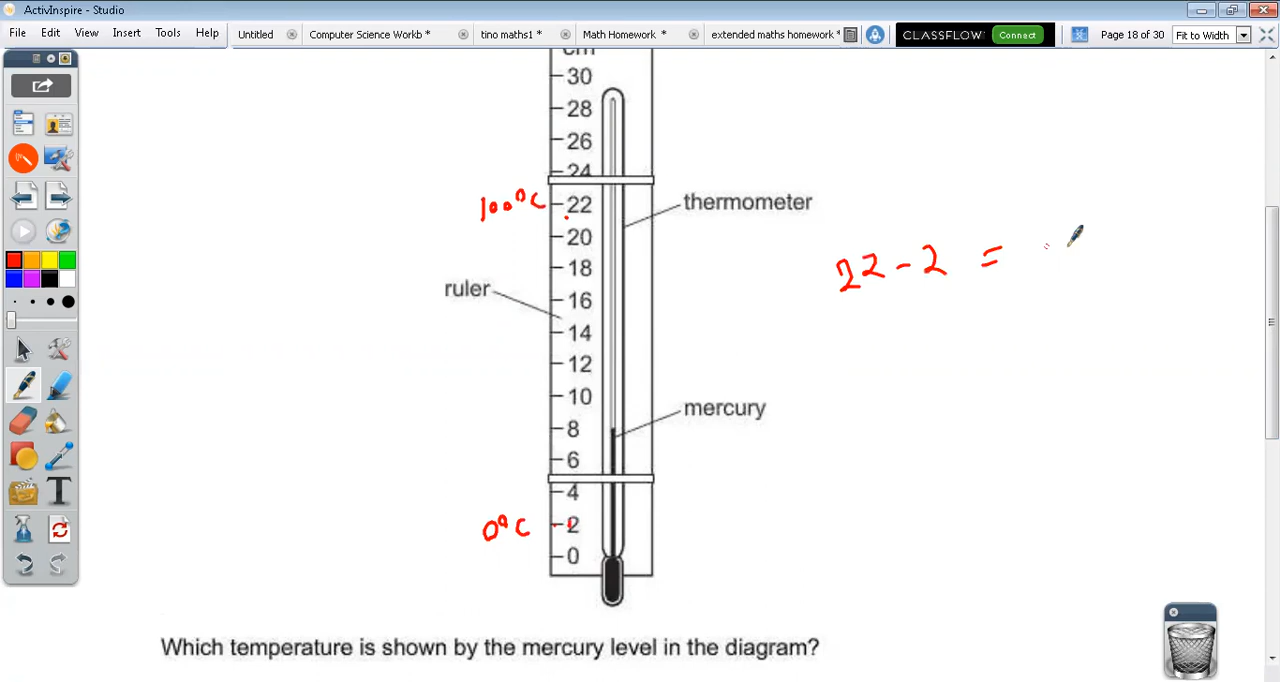 ActivInspire - Studio
File Edit View Insert Tools Help
Untitled Computer Science Workb * tino maths1 * Math Homework * extended maths homework *
CLASSFLOW Connect
Page 18 of 30 Fit to Width
cm
30
28
26
24
100°C 22
thermometer
20
22 - 2 =
18
ruler
16
14
12
10
mercury
8
6
4
0°C 2
0
Which temperature is shown by the mercury level in the diagram?